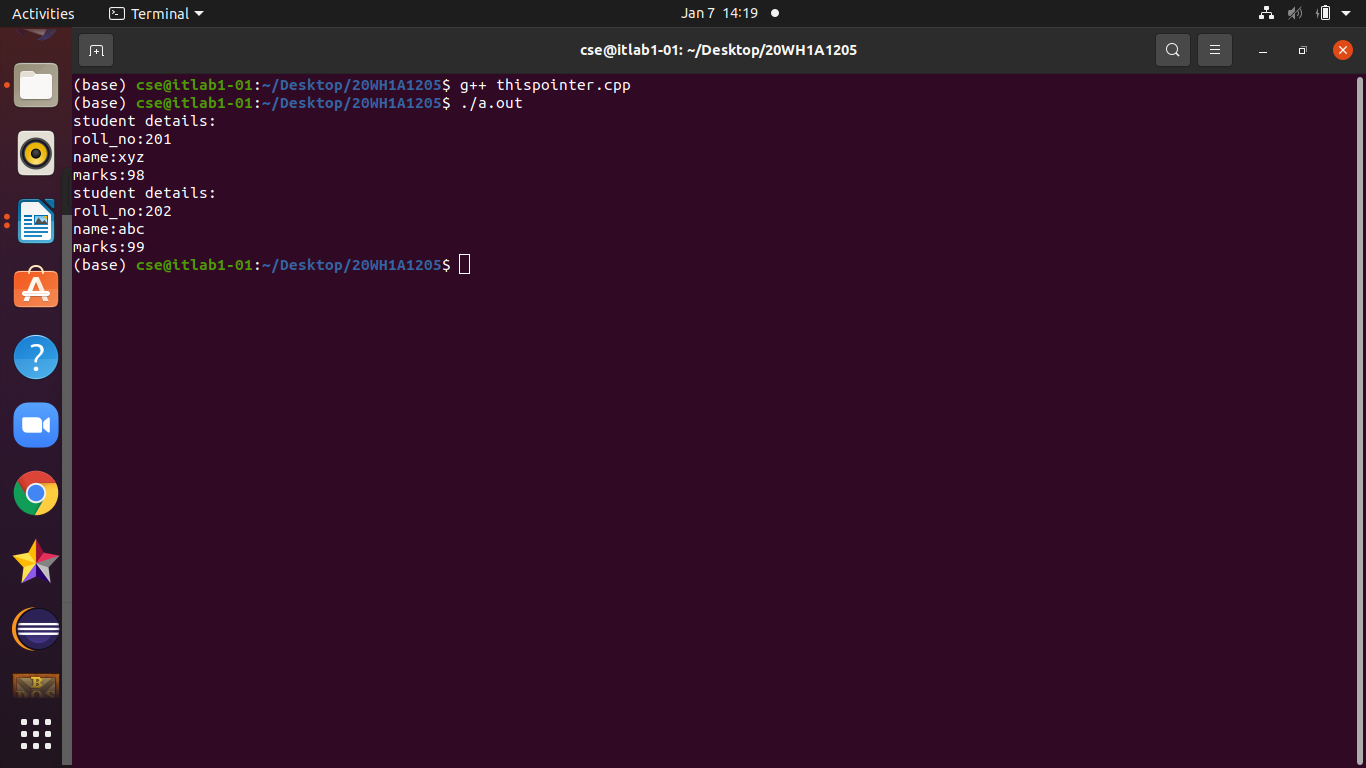 Activities Terminal Jan 7 14:19
cse@itlab1-01: ~/Desktop/20WH1A1205
(base) cse@itlab1-01:~/Desktop/20WH1A1205$ g++ thispointer.cpp
(base) cse@itlab1-01:~/Desktop/20WH1A1205$ ./a.out
student details:
roll_no:201
name:xyz
marks:98
student details:
roll_no:202
name:abc
marks:99
(base) cse@itlab1-01:~/Desktop/20WH1A1205$